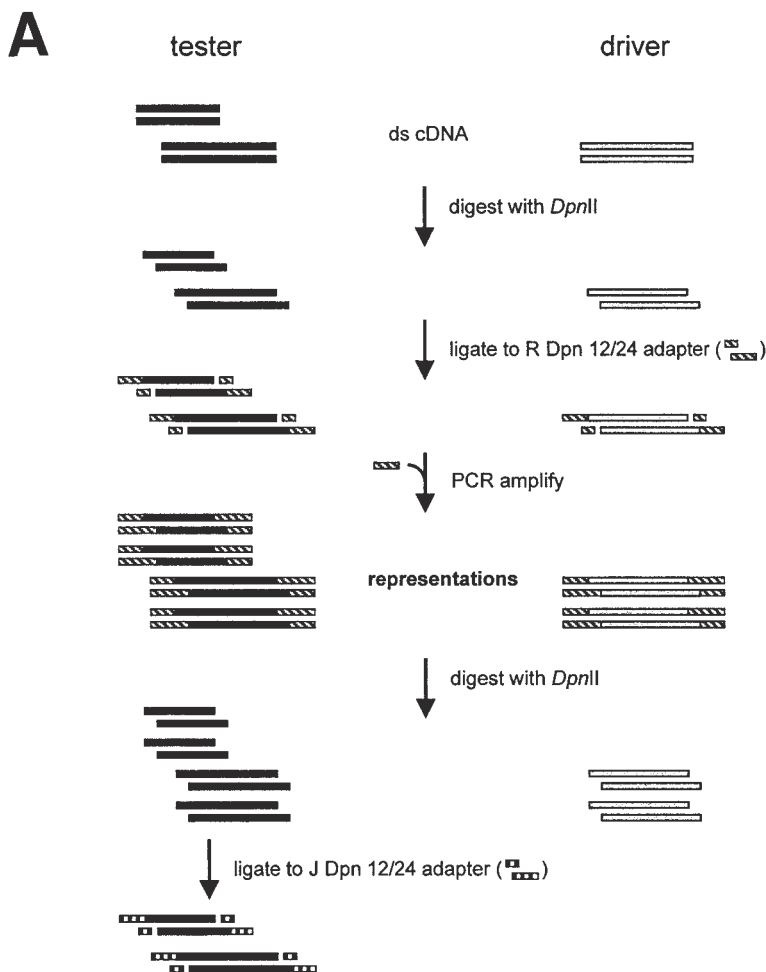 A
tester
driver
ds cDNA
digest with DpnII
ligate to R Dpn 12/24 adapter ( )
PCR amplify
representations
digest with DpnII
ligate to J Dpn 12/24 adapter ( )